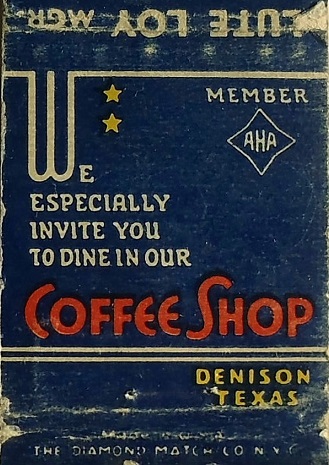 LUTE LOY MGR.
MEMBER
AHA
WE
ESPECIALLY
INVITE YOU
TO DINE IN OUR
COFFEE SHOP
DENISON
TEXAS
THE DIAMOND MATCH CO. N.Y.C.